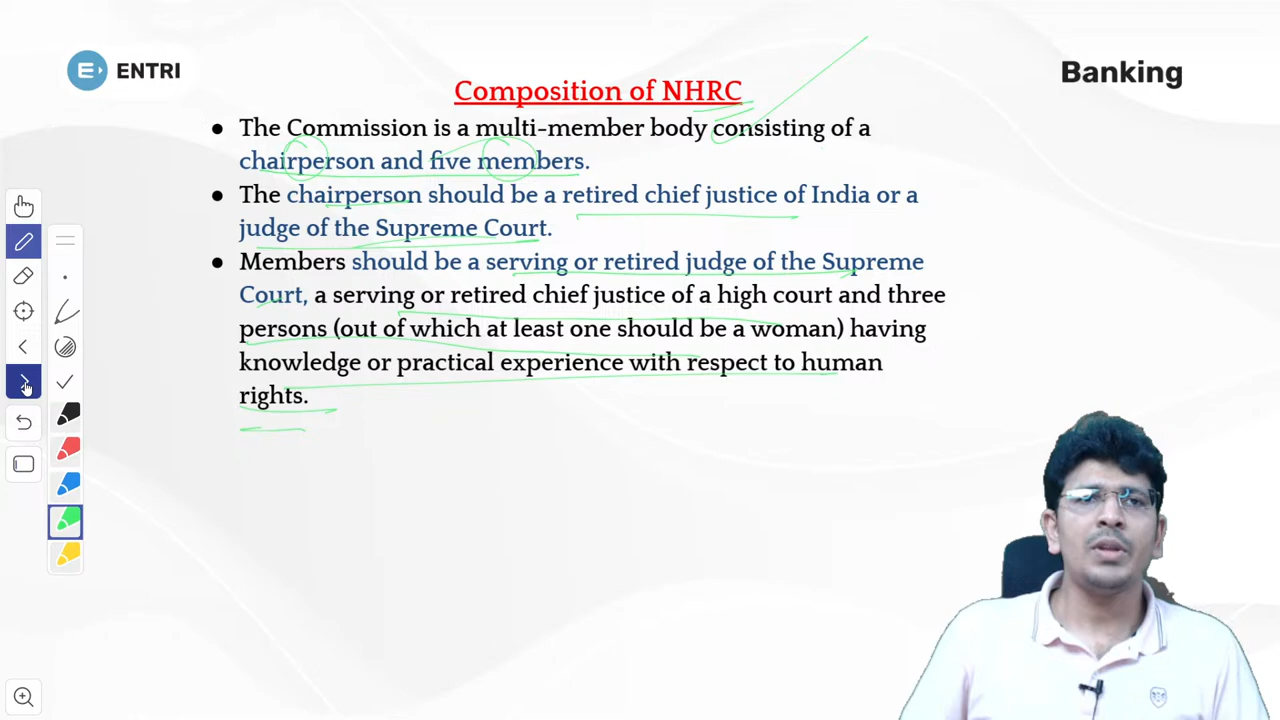 ENTRI
Banking
Composition of NHRC
● The Commission is a multi-member body consisting of a
chairperson and five members.
● The chairperson should be a retired chief justice of India or a
judge of the Supreme Court.
● Members should be a serving or retired judge of the Supreme
Court, a serving or retired chief justice of a high court and three
persons (out of which at least one should be a woman) having
knowledge or practical experience with respect to human
rights.